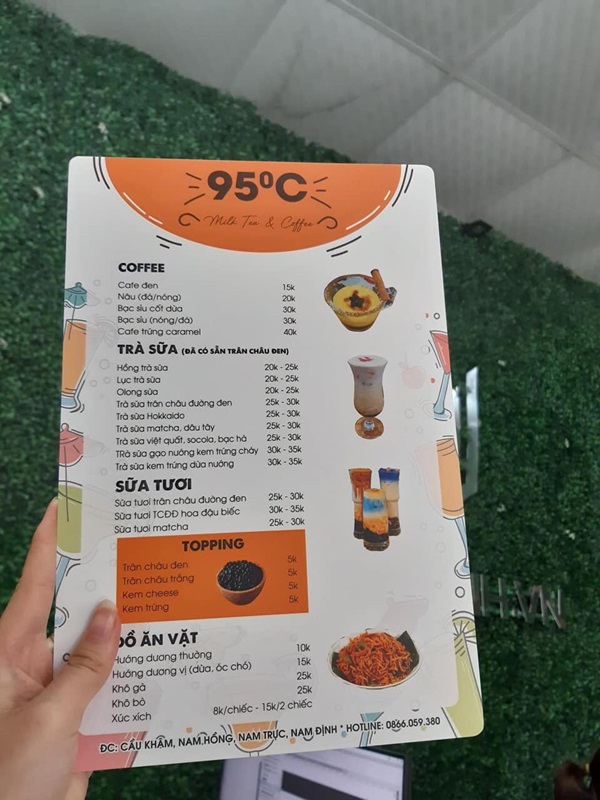 95⁰C
Milk Tea & Coffee
COFFEE
Cafe đen 15k
Nâu (đá/nóng) 20k
Bạc sỉu cốt dừa 30k
Bạc sỉu (nóng/đá) 30k
Cafe trứng caramel 40k
TRÀ SỮA (ĐÃ CÓ SẴN TRÂN CHÂU ĐEN)
Hồng trà sữa 20k - 25k
Lục trà sữa 20k - 25k
Olong sữa 20k - 25k
Trà sữa trân châu đường đen 25k - 30k
Trà sữa Hokkaido 25k - 30k
Trà sữa matcha, dâu tây 25k - 30k
Trà sữa việt quất, socola, bạc hà 25k - 30k
TRà sữa gạo nướng kem trứng cháy 30k - 35k
Trà sữa kem trứng dừa nướng 30k - 35k
SỮA TƯƠI
Sữa tươi trân châu đường đen 25k - 30k
Sữa tươi TCĐĐ hoa đậu biếc 30k - 35k
Sữa tươi matcha 25k - 30k
TOPPING
Trân châu đen 5k
Trân châu trắng 5k
Kem cheese 5k
Kem trứng 5k
ĐỒ ĂN VẶT
Hướng dương thường 10k
Hướng dương vị (dừa, óc chó) 15k
Khô gà 25k
Khô bò 25k
Xúc xích 8k/chiếc - 15k/2 chiếc
ĐC: CẦU KHẬM, NAM HỒNG, NAM TRỰC, NAM ĐỊNH * HOTLINE: 0866.059.380
H.VN